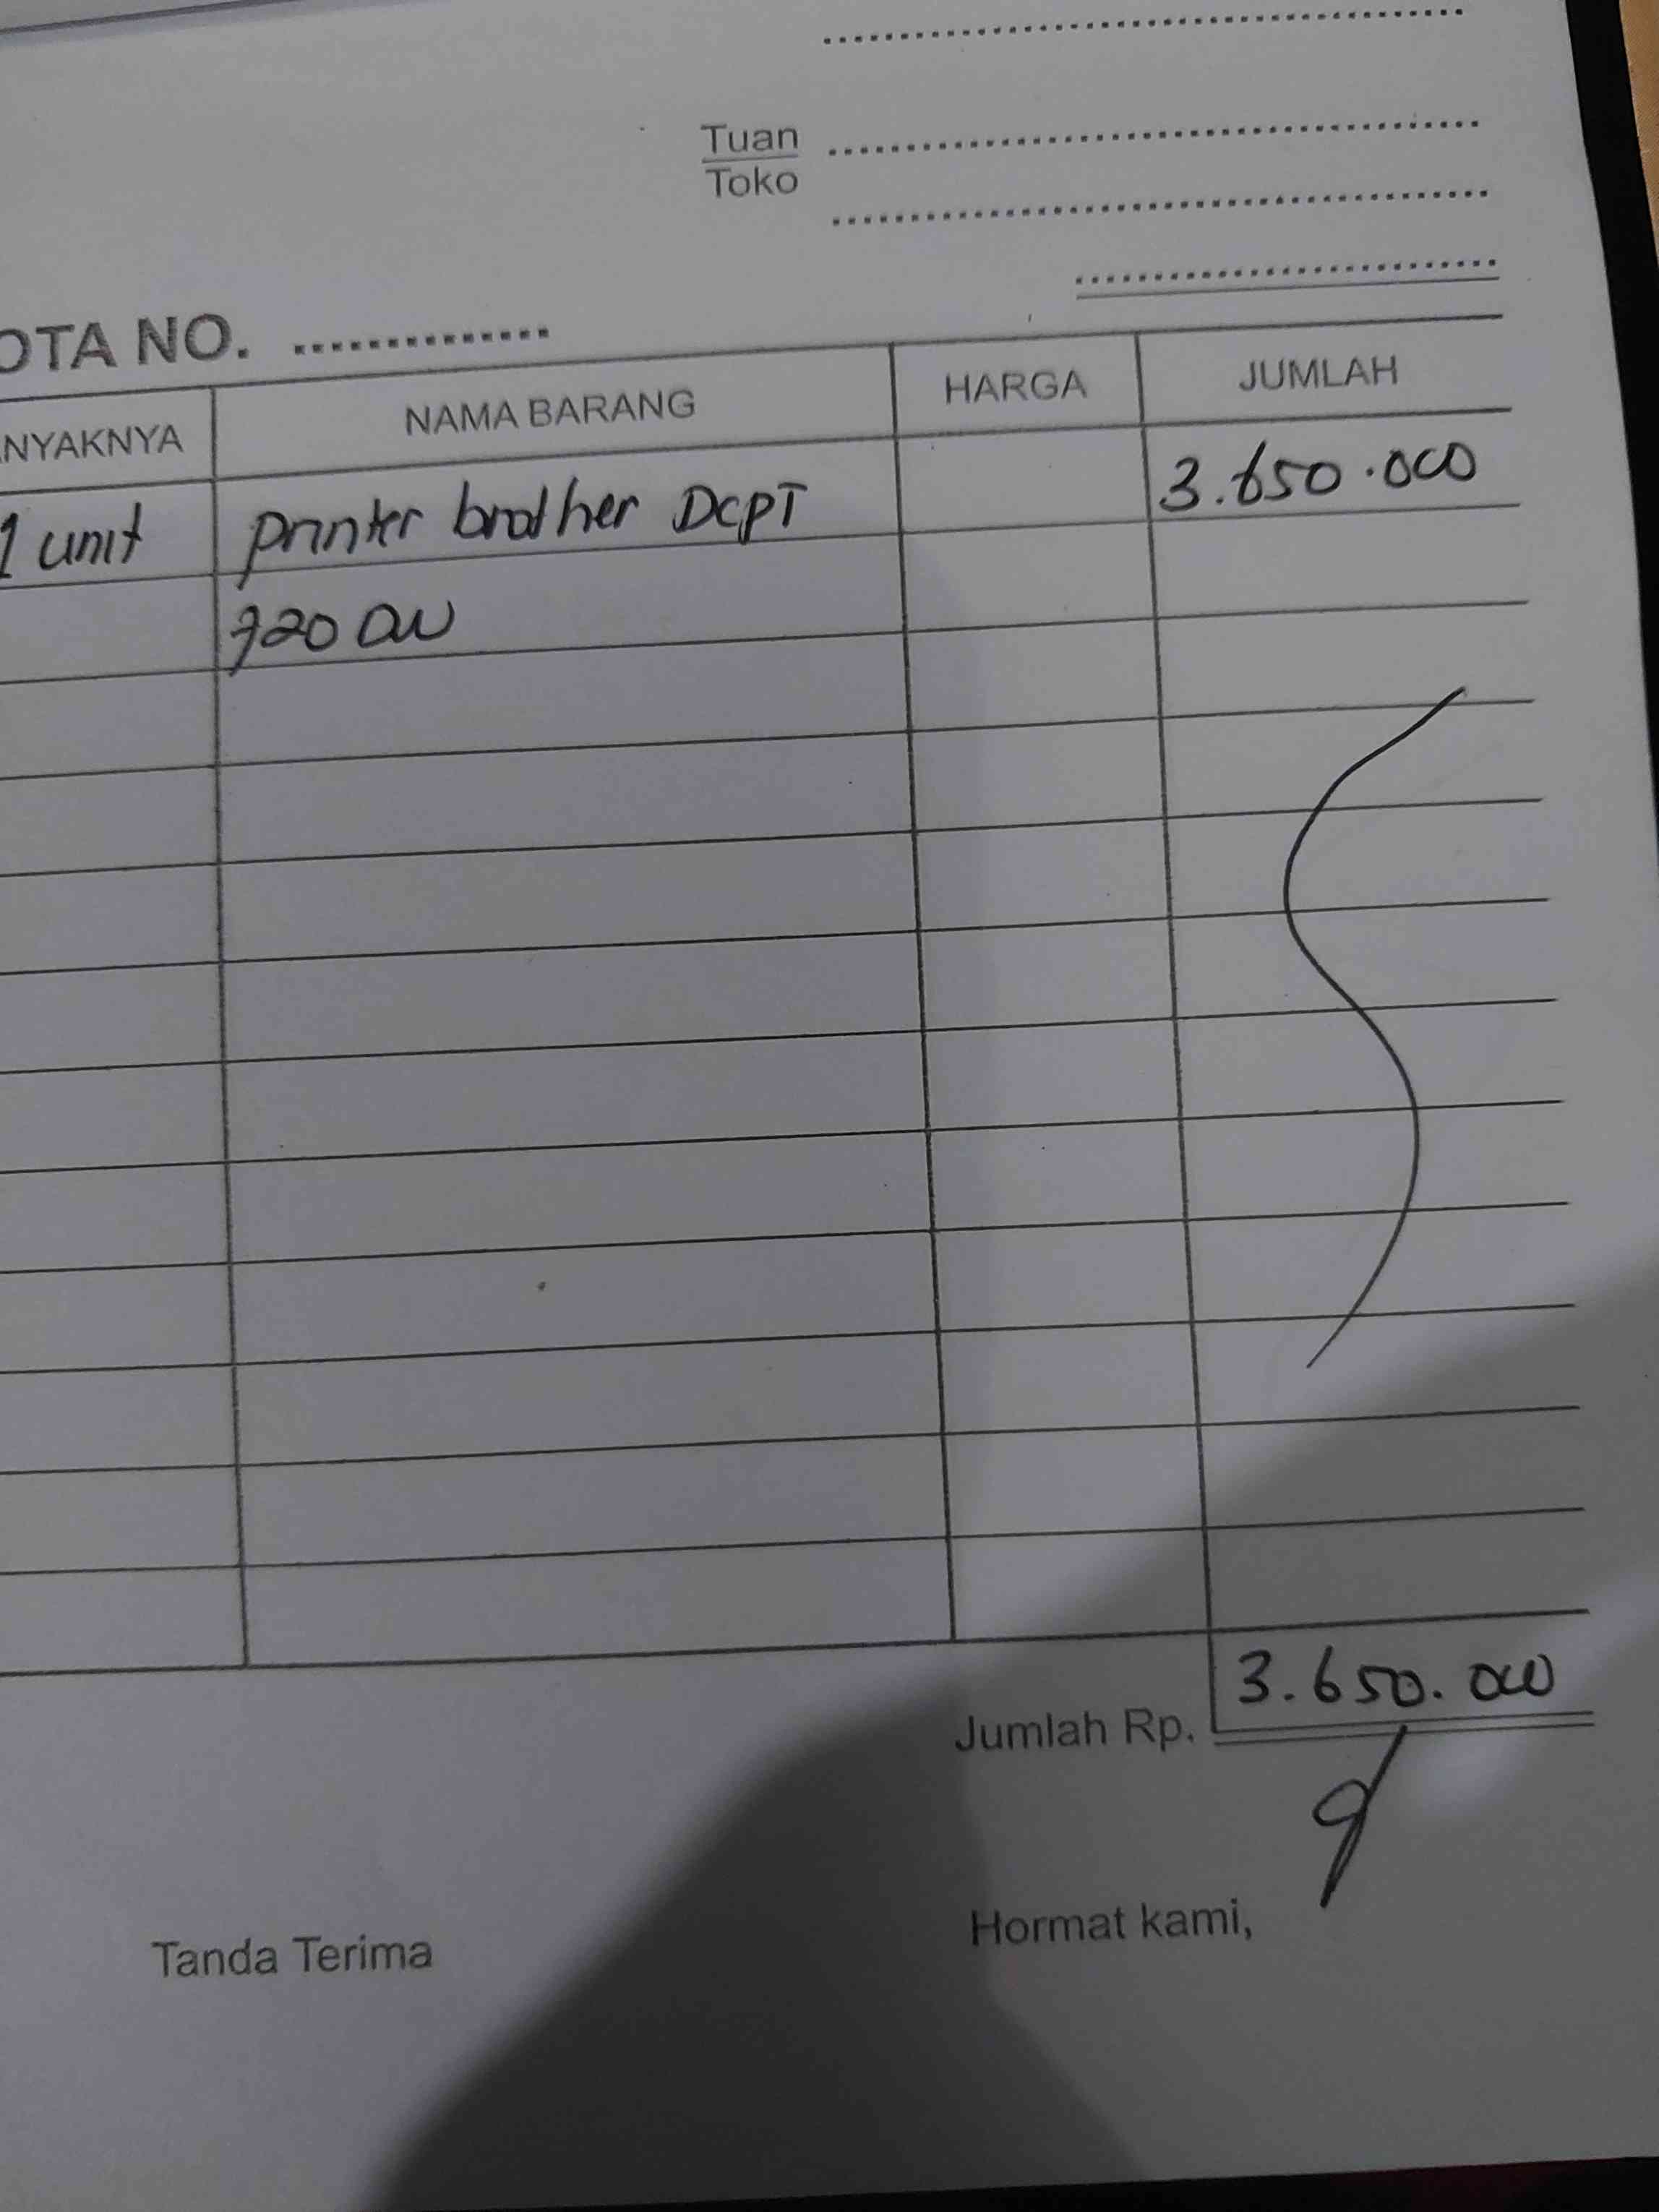 Tuan
Toko
OTA NO. ..............
NYAKNYA NAMA BARANG HARGA JUMLAH
1 unit printer brother DCPT 3.650.000
720 DW
Jumlah Rp. 3.650.000
Tanda Terima Hormat kami,